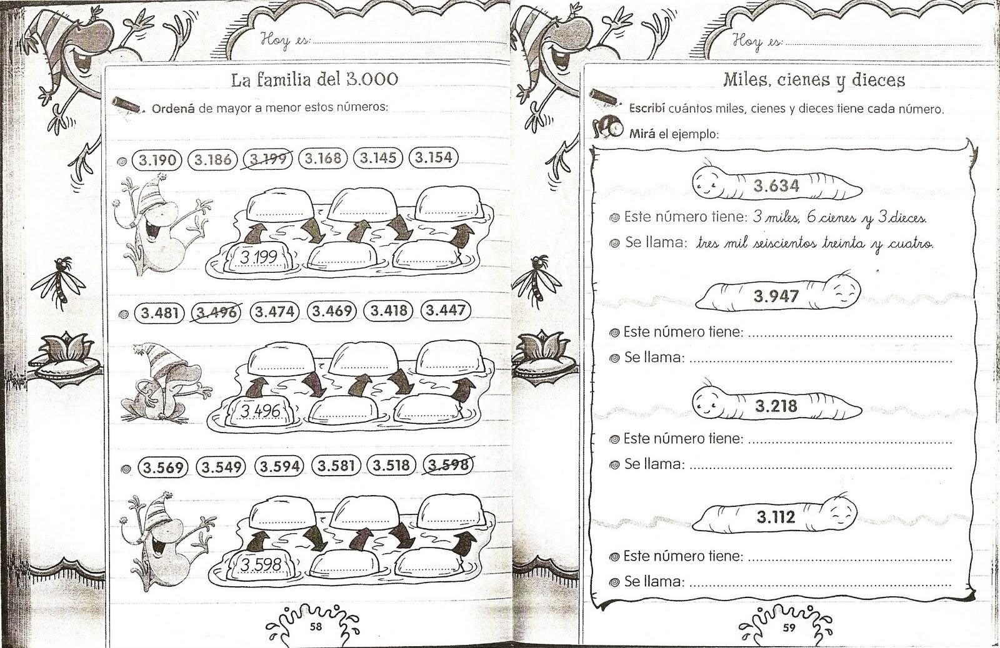 Hoy es:
La familia del 3.000
Ordená de mayor a menor estos números:
3.190 3.186 3.199 3.168 3.145 3.154
3.199
3.481 3.496 3.474 3.469 3.418 3.447
3.496
3.569 3.549 3.594 3.581 3.518 3.598
3.598
58
Hoy es:
Miles, cienes y dieces
Escribí cuántos miles, cienes y dieces tiene cada número.
Mirá el ejemplo:
3.634
Este número tiene: 3 miles, 6 cienes y 3 dieces.
Se llama: tres mil seiscientos treinta y cuatro.
3.947
Este número tiene:
Se llama:
3.218
Este número tiene:
Se llama:
3.112
Este número tiene:
Se llama:
59